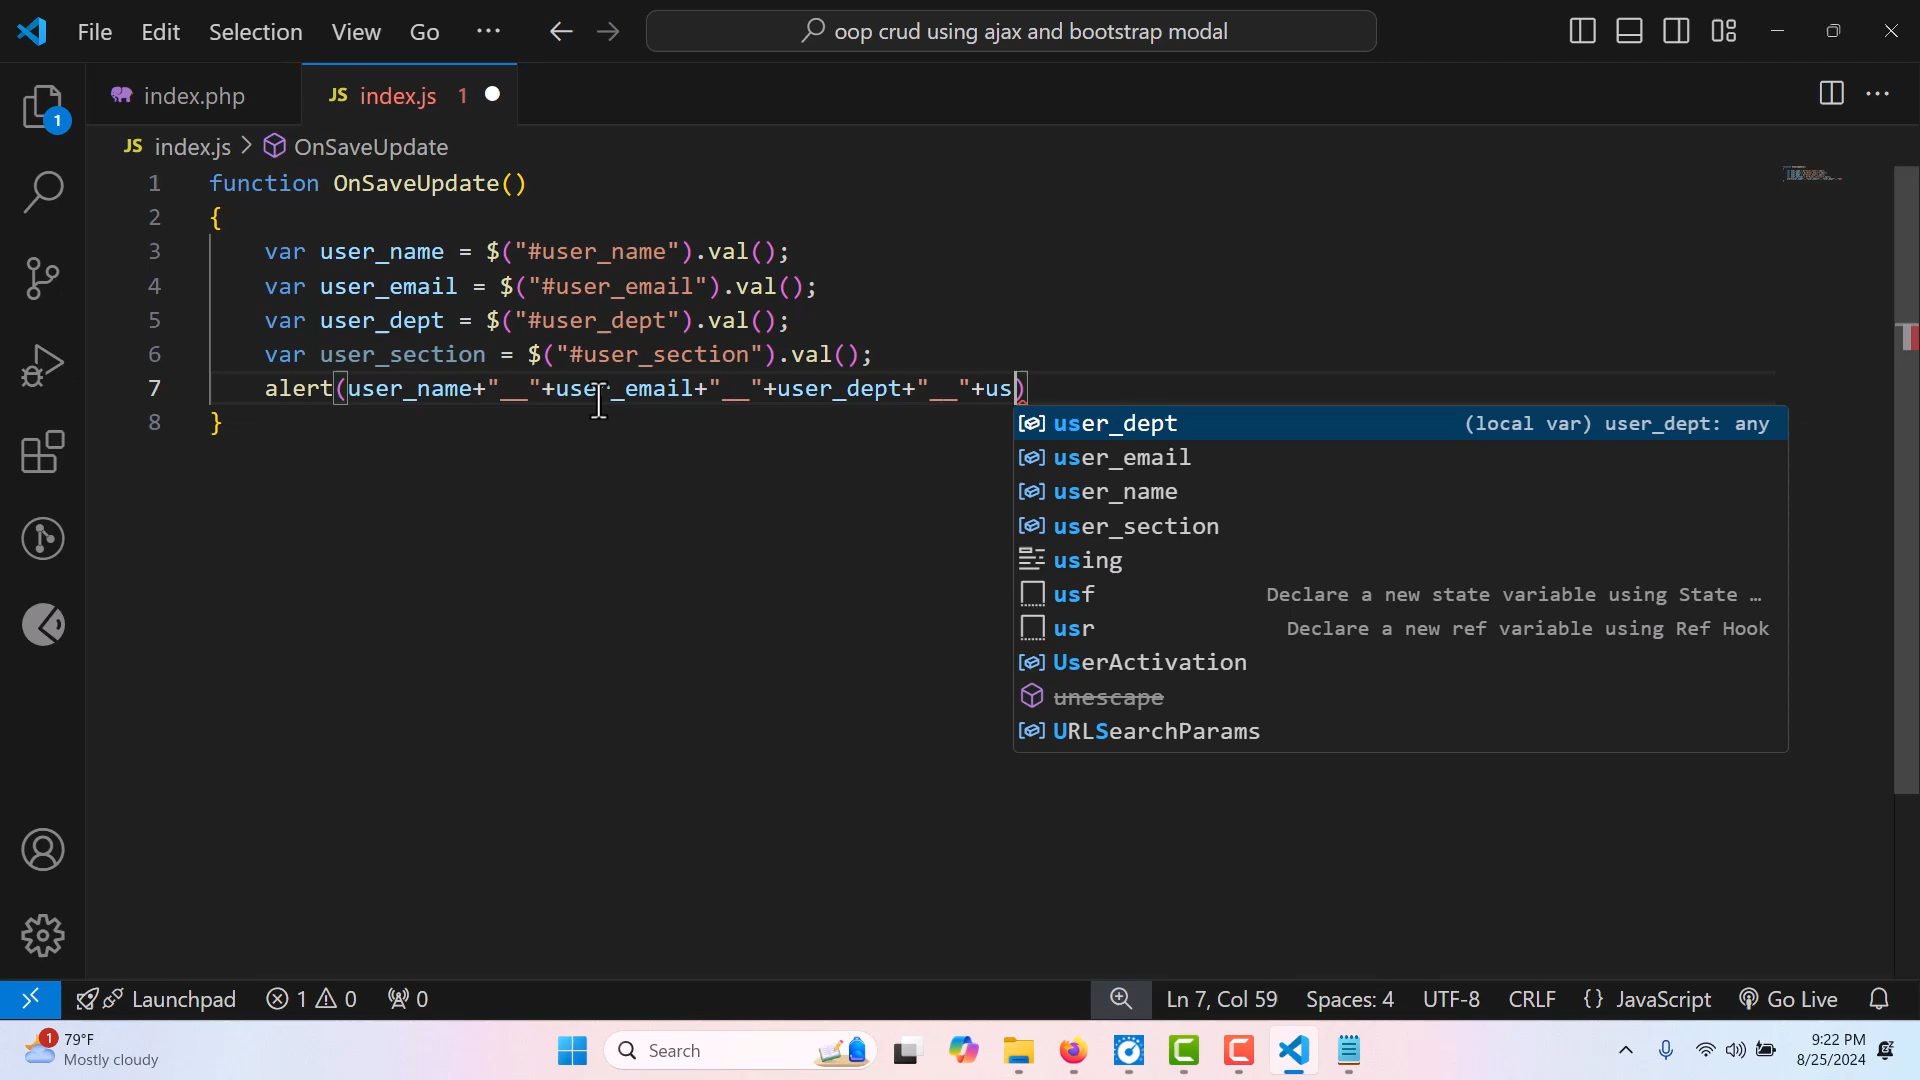 File Edit Selection View Go ··· oop crud using ajax and bootstrap modal
1 index.php JS index.js 1
JS index.js > OnSaveUpdate
1 function OnSaveUpdate()
2 {
3 var user_name = $("#user_name").val();
4 var user_email = $("#user_email").val();
5 var user_dept = $("#user_dept").val();
6 var user_section = $("#user_section").val();
7 alert(user_name+"__"+user_email+"__"+user_dept+"__"+us)
8 }
user_dept (local var) user_dept: any
user_email
user_name
user_section
using
usf Declare a new state variable using State …
usr Declare a new ref variable using Ref Hook
UserActivation
unescape
URLSearchParams
Launchpad 1 0 0 Ln 7, Col 59 Spaces: 4 UTF-8 CRLF {} JavaScript Go Live
1 79°F
Mostly cloudy
Search
9:22 PM
8/25/2024